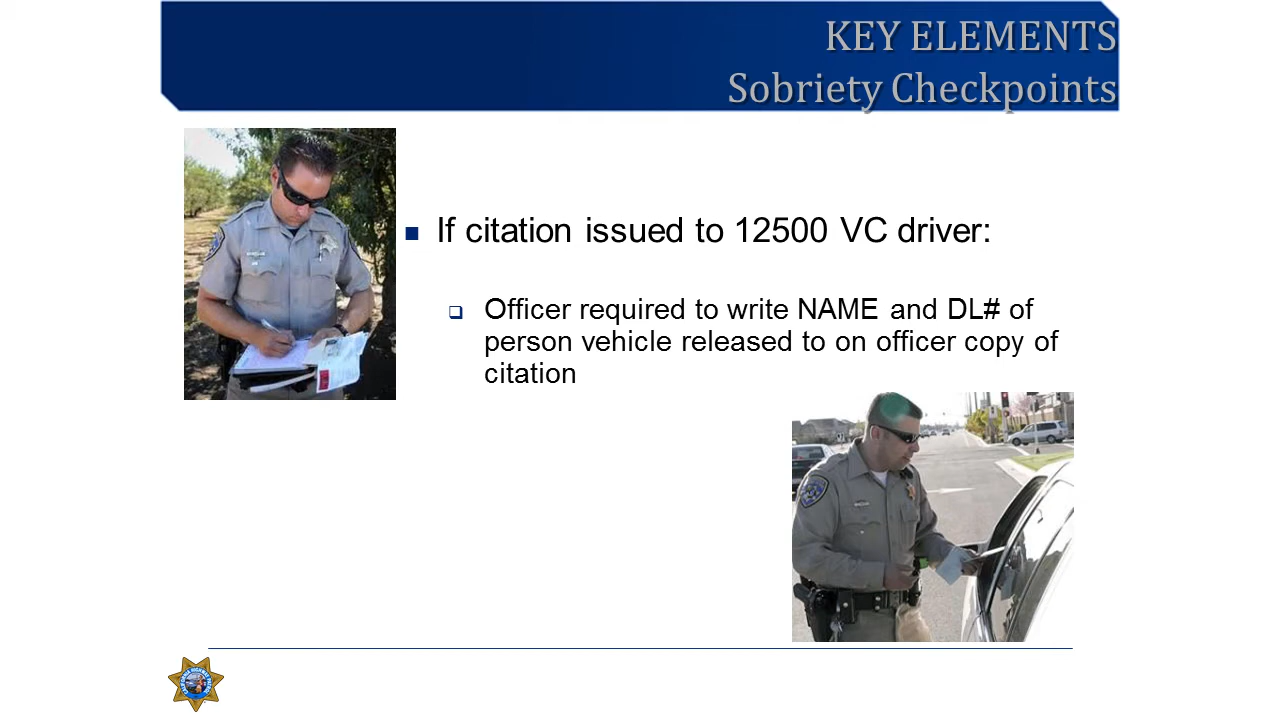 KEY ELEMENTS
Sobriety Checkpoints
If citation issued to 12500 VC driver:
Officer required to write NAME and DL# of
person vehicle released to on officer copy of
citation